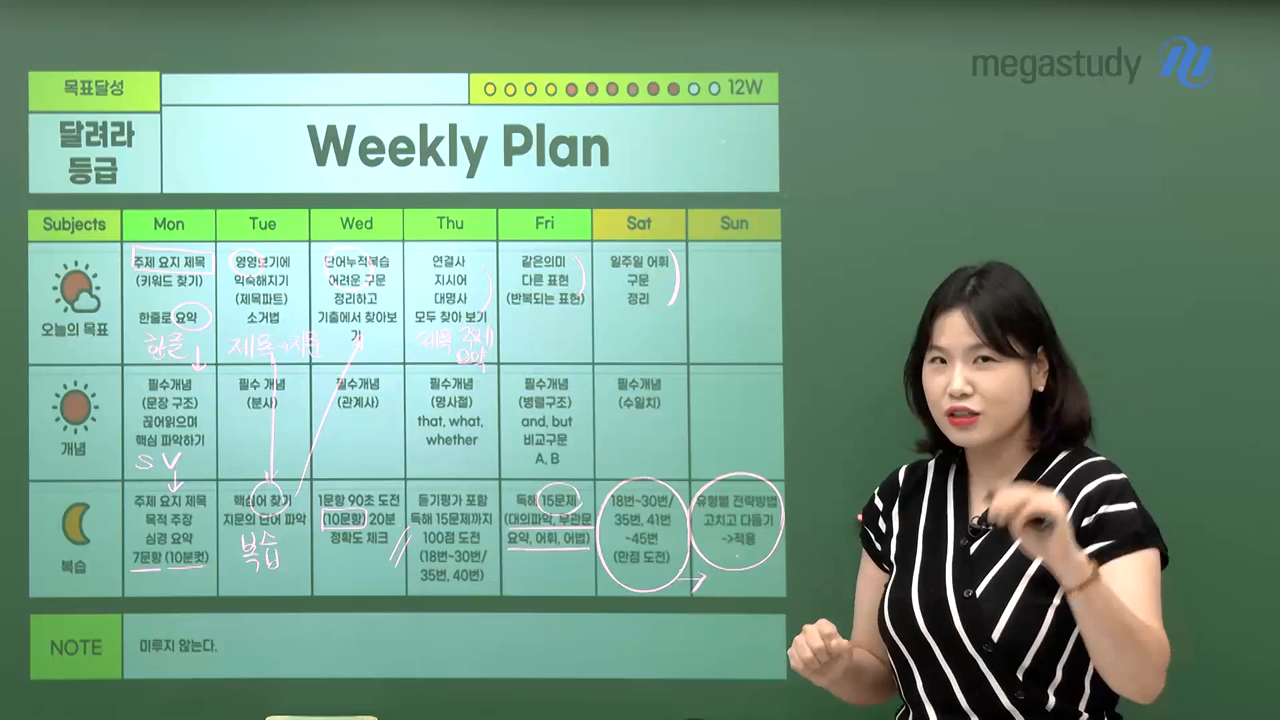 megastudy
목표달성
12W
달려라
등급
Weekly Plan
Subjects Mon Tue Wed Thu Fri Sat Sun
오늘의 목표
주제 요지 제목
(키워드 찾기)
한줄로 요약
한글
영영보기에
익숙해지기
(제목파트)
소거법
제목→지문
단어누적복습
어려운 구문
정리하고
기출에서 찾아보
기
연결사
지시어
대명사
모두 찾아 보기
제목 주제
요약
같은의미
다른 표현
(반복되는 표현)
일주일 어휘
구문
정리
개념
필수개념
(문장 구조)
끊어읽으며
핵심 파악하기
S V
필수 개념
(분사)
필수개념
(관계사)
필수개념
(명사절)
that, what,
whether
필수개념
(병렬구조)
and, but
비교구문
A, B
필수개념
(수일치)
복습
주제 요지 제목
목적 주장
심경 요약
7문항 (10분컷)
핵심어 찾기
지문의 단어 파악
복습
1문항 90초 도전
(10문항) 20분
정확도 체크
듣기평가 포함
독해 15문제까지
100점 도전
(18번~30번/
35번, 40번)
독해 15문제
(대의파악, 무관문
요약, 어휘, 어법)
18번~30번/
35번, 41번
~45번
(만점 도전)
유형별 전략방법
고치고 다듬기
->적용
NOTE
미루지 않는다.